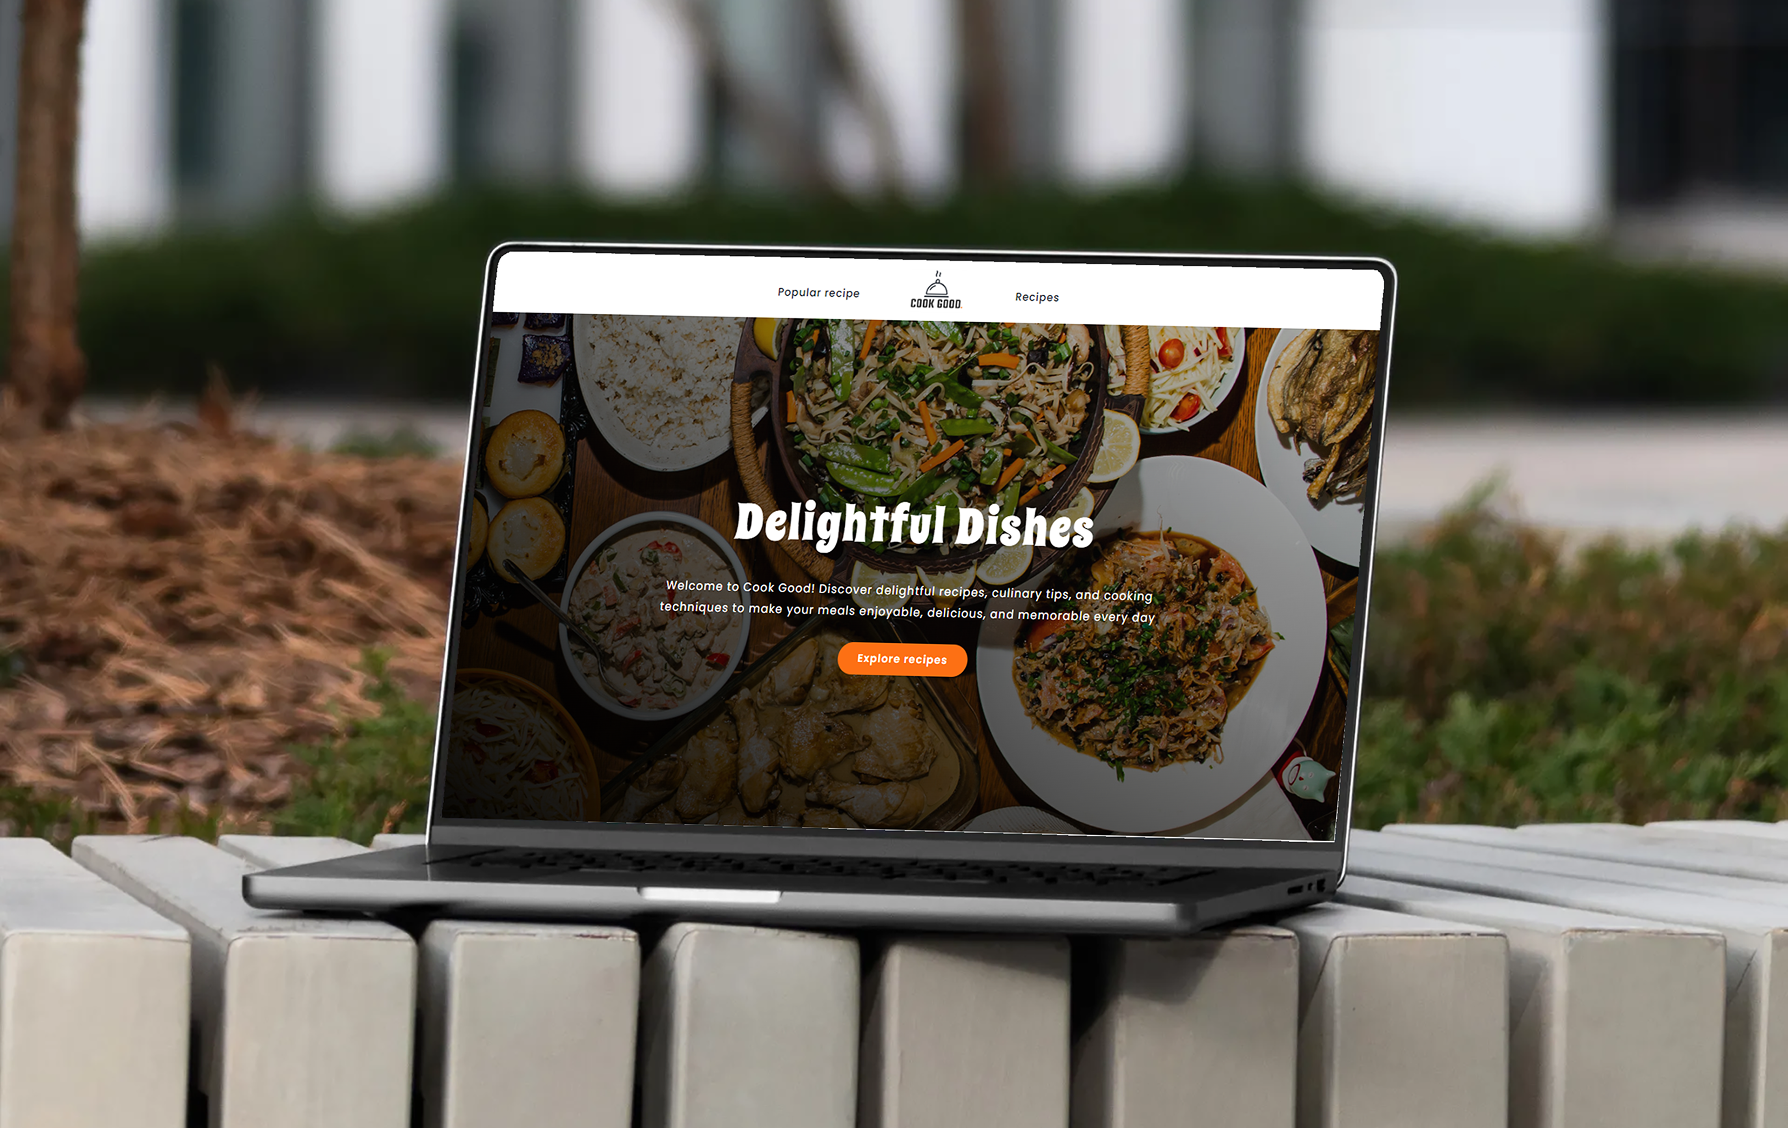 Popular recipe
COOK GOOD
Recipes
Delightful Dishes
Welcome to Cook Good! Discover delightful recipes, culinary tips, and cooking
techniques to make your meals enjoyable, delicious, and memorable every day
Explore recipes